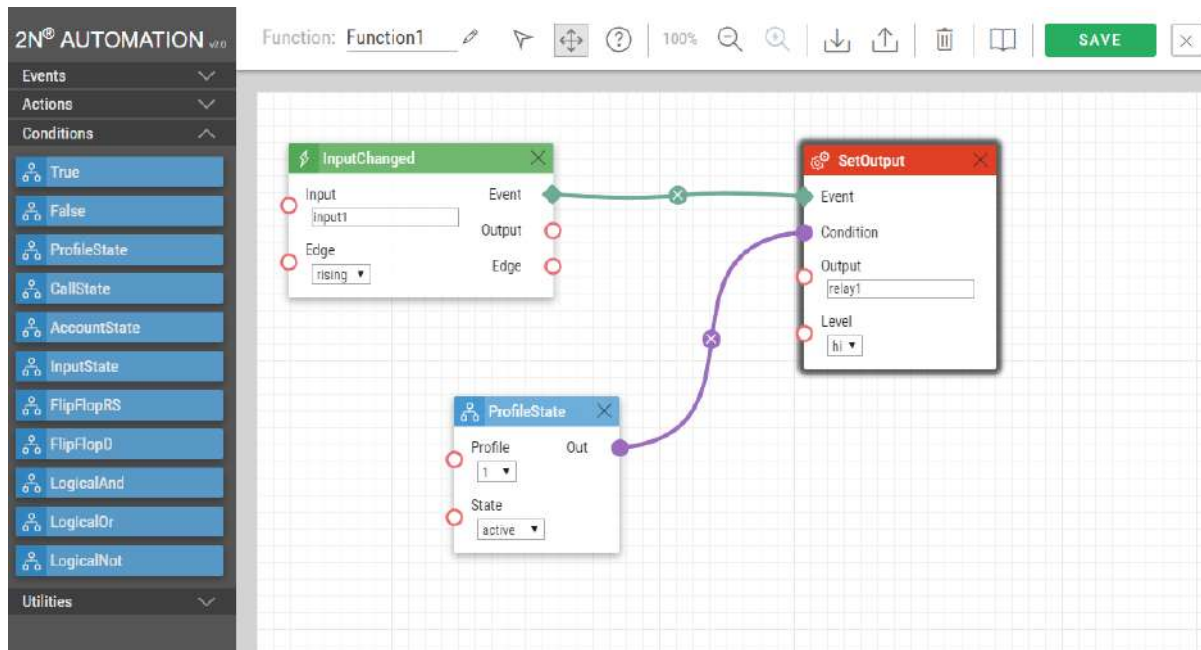 2N® AUTOMATION v2.0
Function: Function1
100%
SAVE
Events
Actions
Conditions
True
False
ProfileState
CallState
AccountState
InputState
FlipFlopRS
FlipFlopD
LogicalAnd
LogicalOr
LogicalNot
Utilities
InputChanged
Input
Event
input1
Output
Edge
Edge
rising
SetOutput
Event
Condition
Output
relay1
Level
hi
ProfileState
Profile
Out
1
State
active